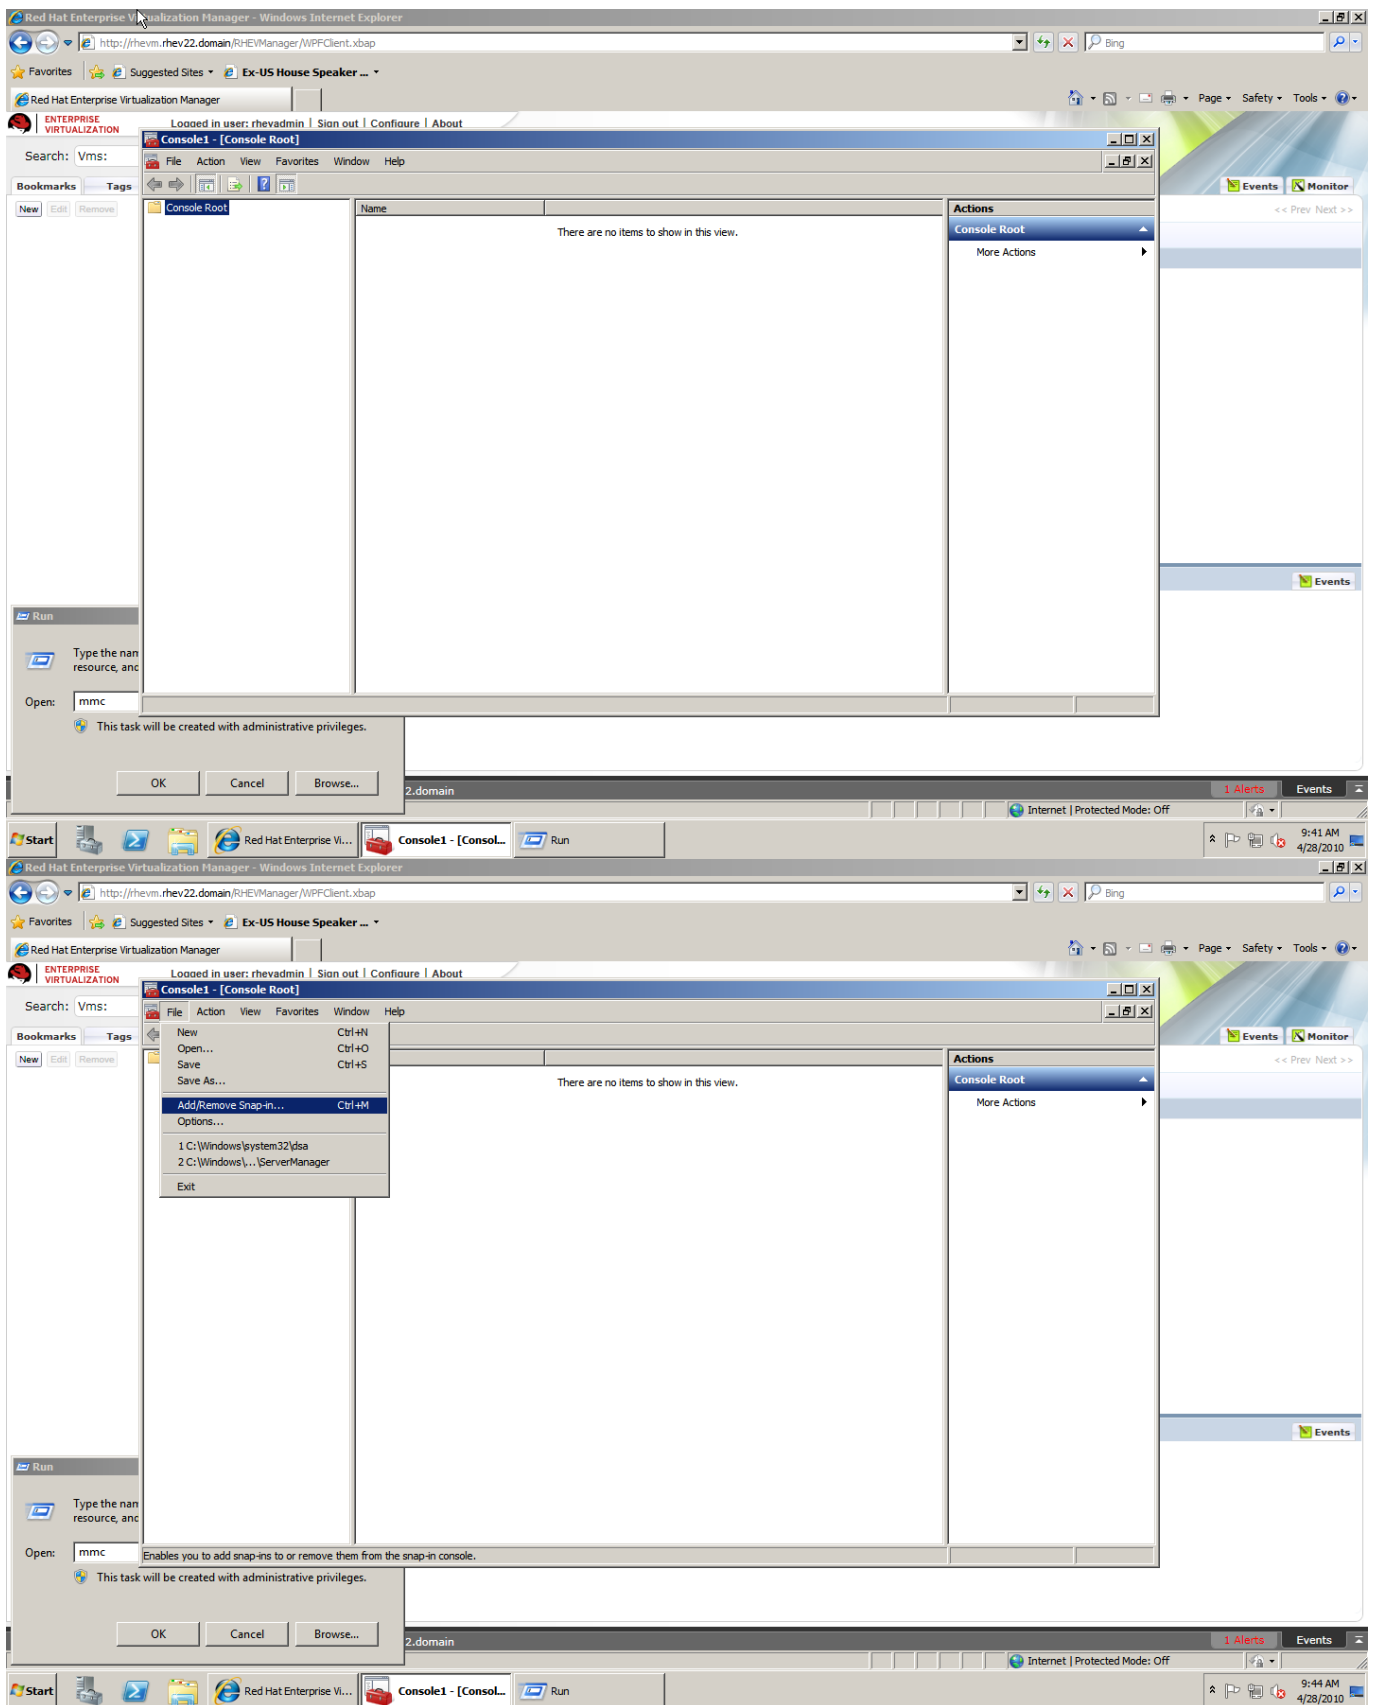 Red Hat Enterprise Virtualization Manager - Windows Internet Explorer
http://rhevm.rhev22.domain/RHEVManager/WPFClient.xbap
Bing
Favorites Suggested Sites Ex-US House Speaker ...
Red Hat Enterprise Virtualization Manager
Page Safety Tools
ENTERPRISE
VIRTUALIZATION
Logged in user: rhevadmin | Sign out | Configure | About
Console1 - [Console Root]
Search: Vms:
File Action View Favorites Window Help
Bookmarks Tags
Events Monitor
New Edit Remove
Console Root
Name
Actions
<< Prev Next >>
There are no items to show in this view.
Console Root
More Actions
Events
Run
Type the nam
resource, and
Open: mmc
This task will be created with administrative privileges.
OK Cancel Browse...
2.domain
1 Alerts Events
Internet | Protected Mode: Off
Start
Red Hat Enterprise Vi...
Console1 - [Consol...
Run
9:41 AM
4/28/2010
Red Hat Enterprise Virtualization Manager - Windows Internet Explorer
http://rhevm.rhev22.domain/RHEVManager/WPFClient.xbap
Bing
Favorites Suggested Sites Ex-US House Speaker ...
Red Hat Enterprise Virtualization Manager
Page Safety Tools
ENTERPRISE
VIRTUALIZATION
Logged in user: rhevadmin | Sign out | Configure | About
Console1 - [Console Root]
Search: Vms:
File Action View Favorites Window Help
Bookmarks Tags
Events Monitor
New Edit Remove
New Ctrl+N
Open... Ctrl+O
Save Ctrl+S
Save As...
Add/Remove Snap-in... Ctrl+M
Options...
1 C:\Windows\system32\dsa
2 C:\Windows\...\ServerManager
Exit
Actions
<< Prev Next >>
There are no items to show in this view.
Console Root
More Actions
Events
Run
Type the nam
resource, and
Open: mmc
Enables you to add snap-ins to or remove them from the snap-in console.
This task will be created with administrative privileges.
OK Cancel Browse...
2.domain
1 Alerts Events
Internet | Protected Mode: Off
Start
Red Hat Enterprise Vi...
Console1 - [Consol...
Run
9:44 AM
4/28/2010